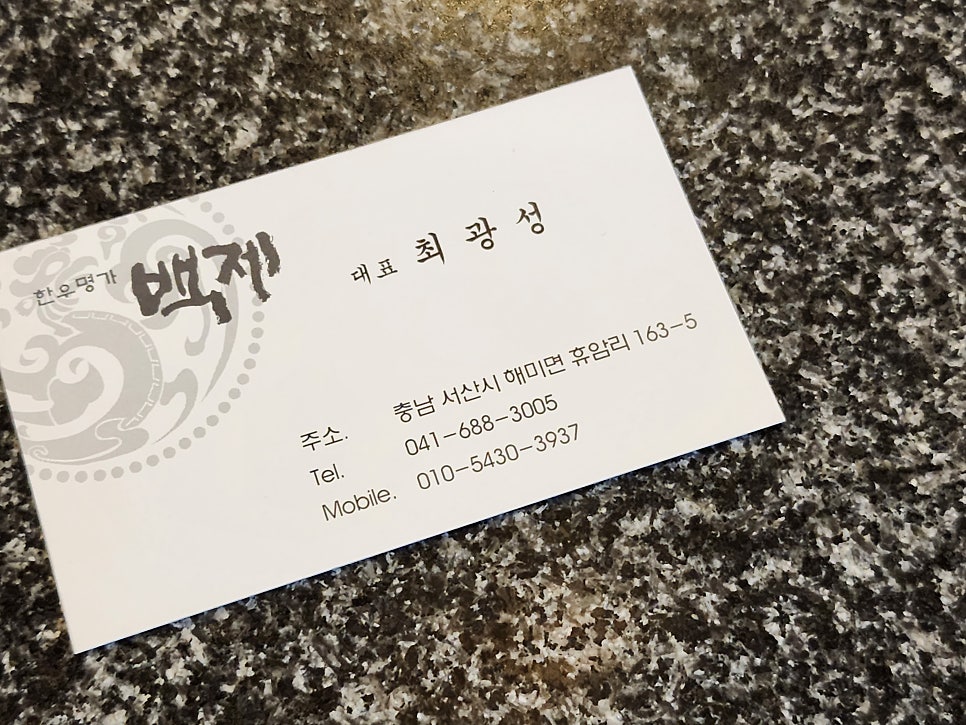 한우명가 백제
대표 최광성
주소. 충남 서산시 해미면 휴암리 163-5
Tel. 041-688-3005
Mobile. 010-5430-3937